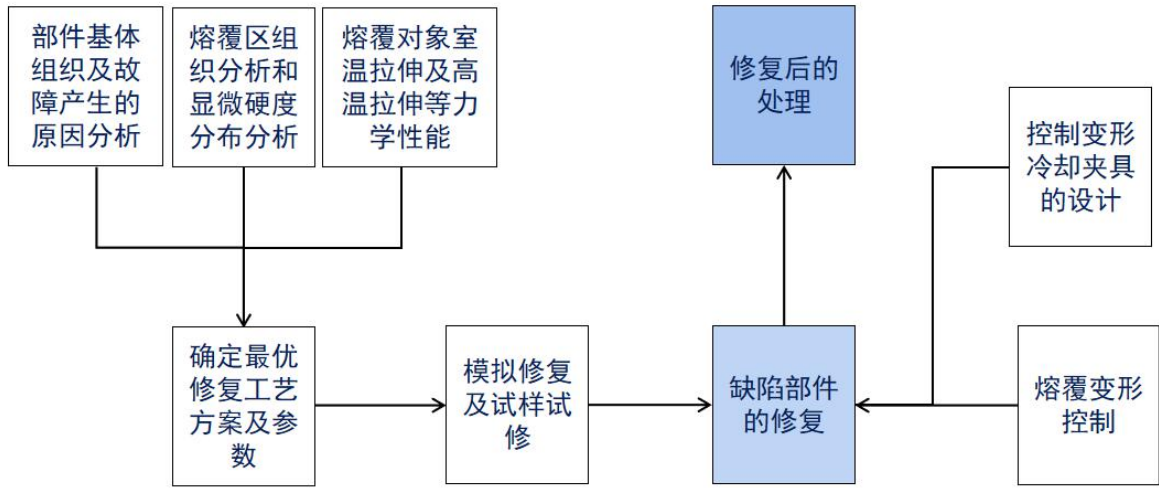 部件基体
组织及故
障产生的
原因分析
熔覆区组
织分析和
显微硬度
分布分析
熔覆对象室
温拉伸及高
温拉伸等力
学性能
修复后的
处理
控制变形
冷却夹具
的设计
确定最优
修复工艺
方案及参
数
模拟修复
及试样试
修
缺陷部件
的修复
熔覆变形
控制